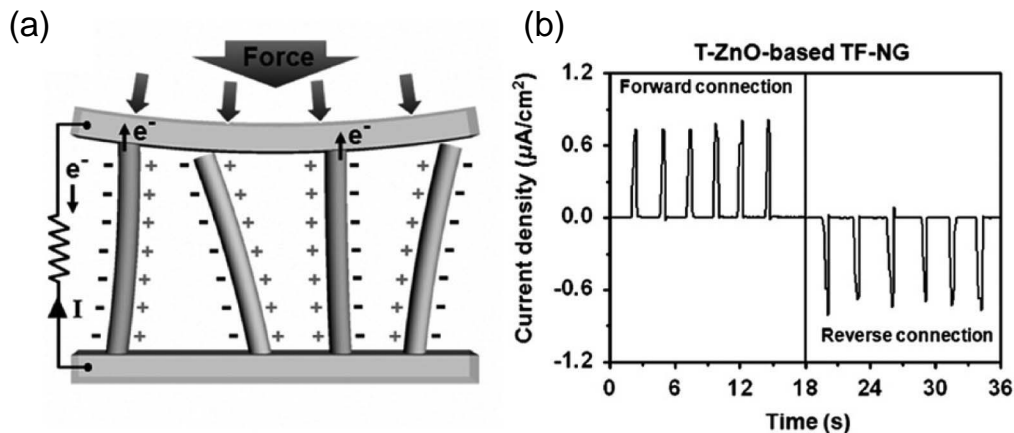 (a)
Force
e⁻
e⁻
e⁻
I
(b)
T-ZnO-based TF-NG
Forward connection
Reverse connection
Current density (µA/cm²)
1.2
0.6
0.0
-0.6
-1.2
0 6 12 18 24 30 36
Time (s)